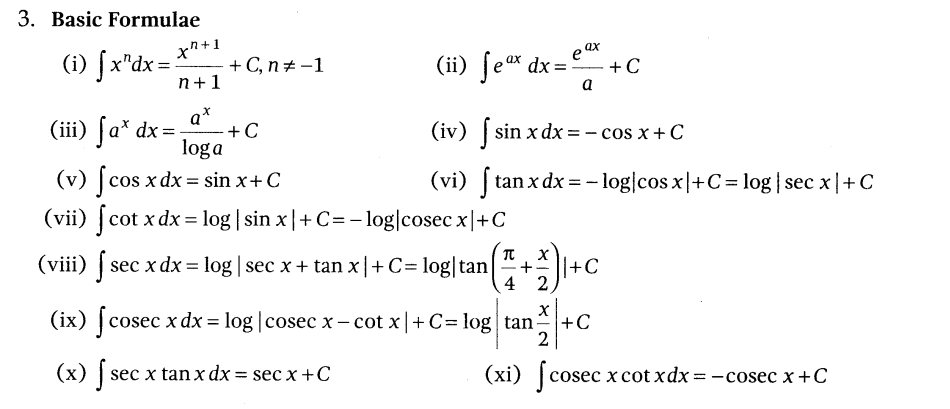 3. Basic Formulae
(i) ∫xⁿdx = xⁿ⁺¹/n+1 + C, n ≠ −1 (ii) ∫eᵃˣ dx = eᵃˣ/a + C
(iii) ∫aˣ dx = aˣ/log a + C (iv) ∫ sin x dx = − cos x + C
(v) ∫cos x dx = sin x + C (vi) ∫ tan x dx = − log|cos x| + C = log | sec x | + C
(vii) ∫cot x dx = log | sin x | + C = − log|cosec x| + C
(viii) ∫ sec x dx = log | sec x + tan x | + C = log|tan(π/4 + x/2)| + C
(ix) ∫cosec x dx = log |cosec x − cot x | + C = log |tan x/2| + C
(x) ∫ sec x tan x dx = sec x + C (xi) ∫cosec x cot x dx = −cosec x + C